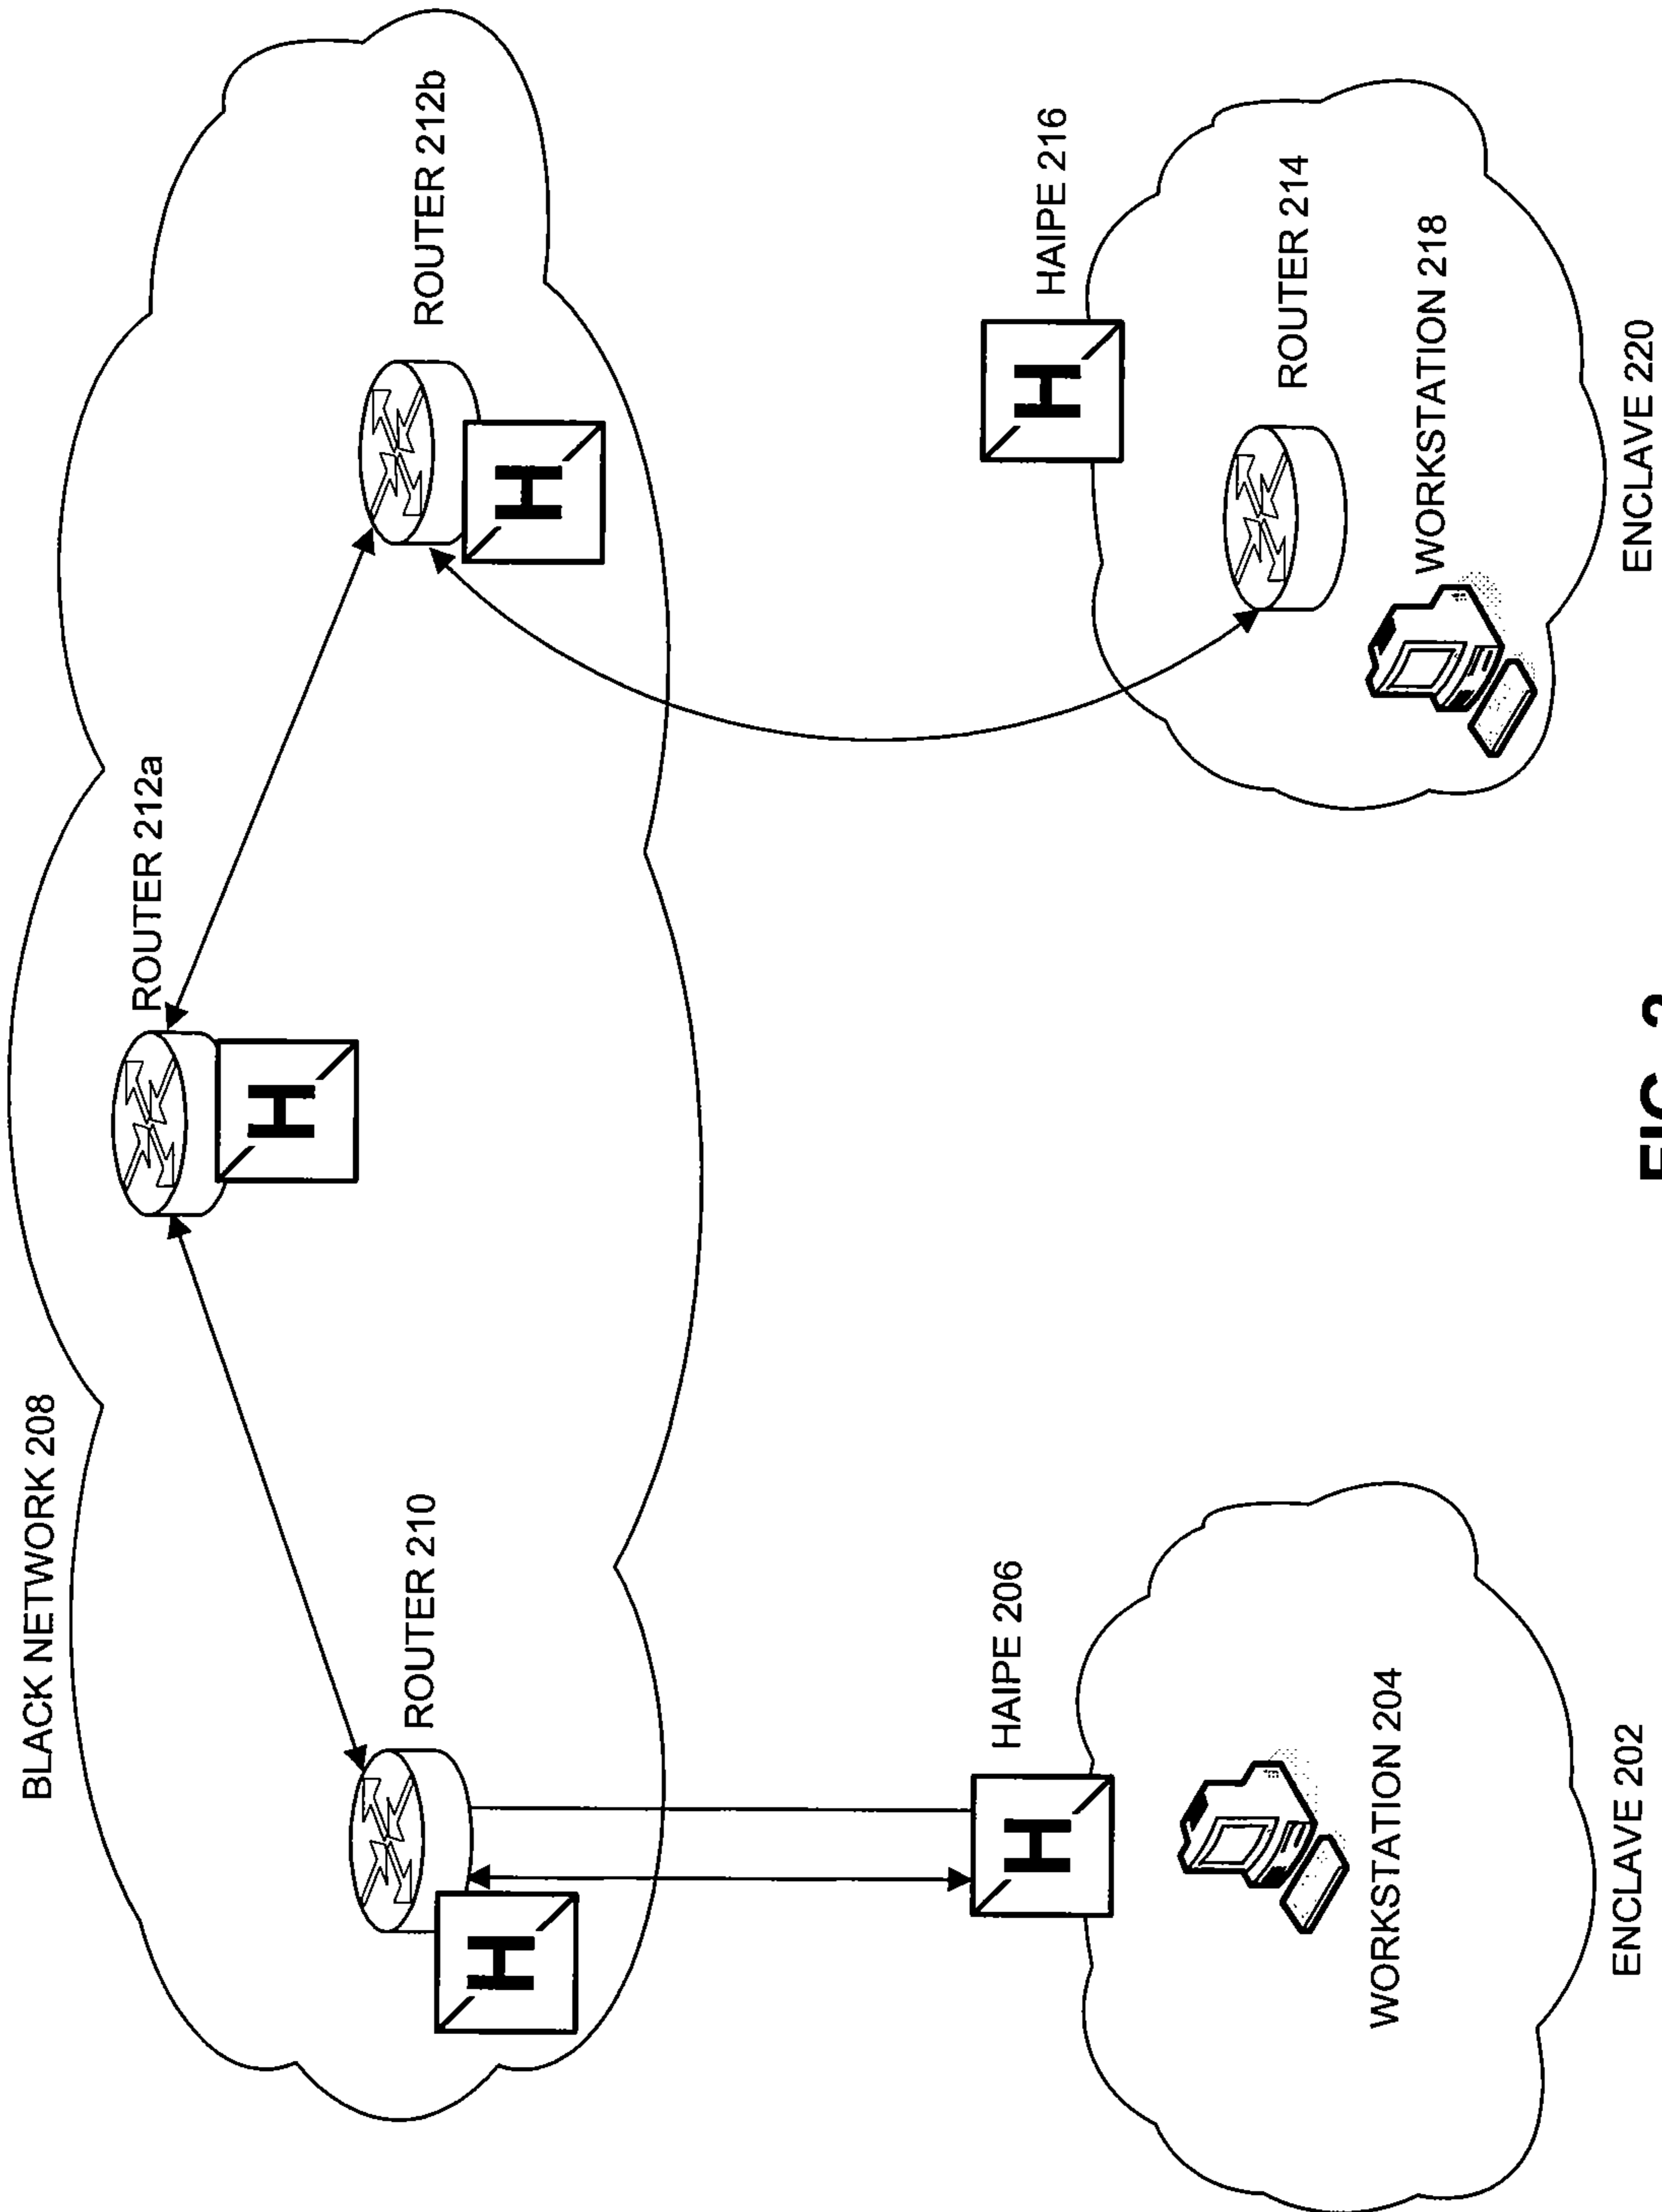 BLACK NETWORK 208
ROUTER 212a
ROUTER 210
ROUTER 212b
H
H
H
HAIPE 206
HAIPE 216
H
H
ROUTER 214
WORKSTATION 204
WORKSTATION 218
ENCLAVE 202
ENCLAVE 220